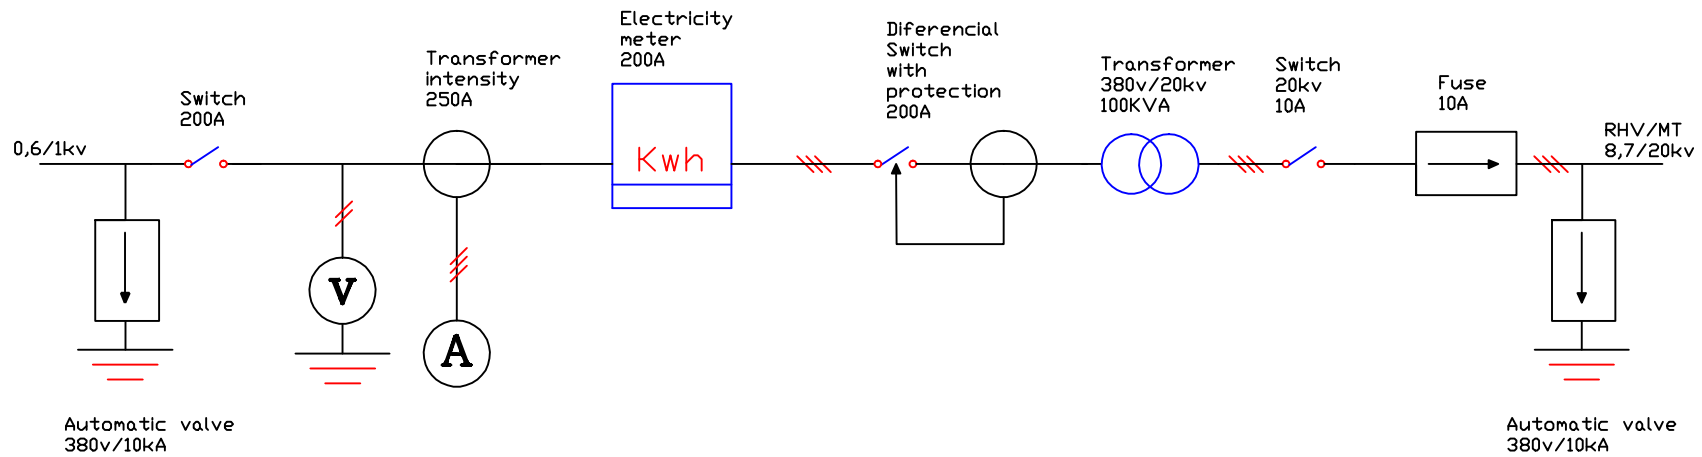 0,6/1kv
Switch
200A
Automatic valve
380v/10kA
V
Transformer
intensity
250A
A
Electricity
meter
200A
Kwh
Diferencial
Switch
with
protection
200A
Transformer
380v/20kv
100KVA
Switch
20kv
10A
Fuse
10A
RHV/MT
8,7/20kv
Automatic valve
380v/10kA